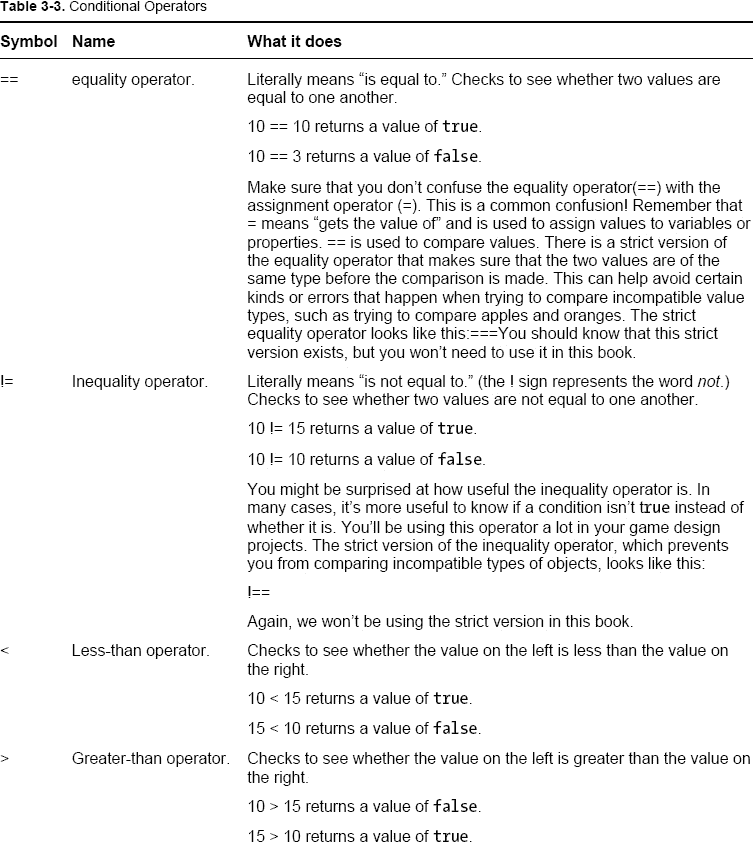 Table 3-3. Conditional Operators
Symbol Name What it does
== equality operator. Literally means “is equal to.” Checks to see whether two values are
equal to one another.
10 == 10 returns a value of true.
10 == 3 returns a value of false.
Make sure that you don’t confuse the equality operator(==) with the
assignment operator (=). This is a common confusion! Remember that
= means “gets the value of” and is used to assign values to variables or
properties. == is used to compare values. There is a strict version of
the equality operator that makes sure that the two values are of the
same type before the comparison is made. This can help avoid certain
kinds or errors that happen when trying to compare incompatible value
types, such as trying to compare apples and oranges. The strict
equality operator looks like this:===You should know that this strict
version exists, but you won’t need to use it in this book.
!= Inequality operator. Literally means “is not equal to.” (the ! sign represents the word not.)
Checks to see whether two values are not equal to one another.
10 != 15 returns a value of true.
10 != 10 returns a value of false.
You might be surprised at how useful the inequality operator is. In
many cases, it’s more useful to know if a condition isn’t true instead of
whether it is. You’ll be using this operator a lot in your game design
projects. The strict version of the inequality operator, which prevents
you from comparing incompatible types of objects, looks like this:
!==
Again, we won’t be using the strict version in this book.
< Less-than operator. Checks to see whether the value on the left is less than the value on
the right.
10 < 15 returns a value of true.
15 < 10 returns a value of false.
> Greater-than operator. Checks to see whether the value on the left is greater than the value on
the right.
10 > 15 returns a value of false.
15 > 10 returns a value of true.